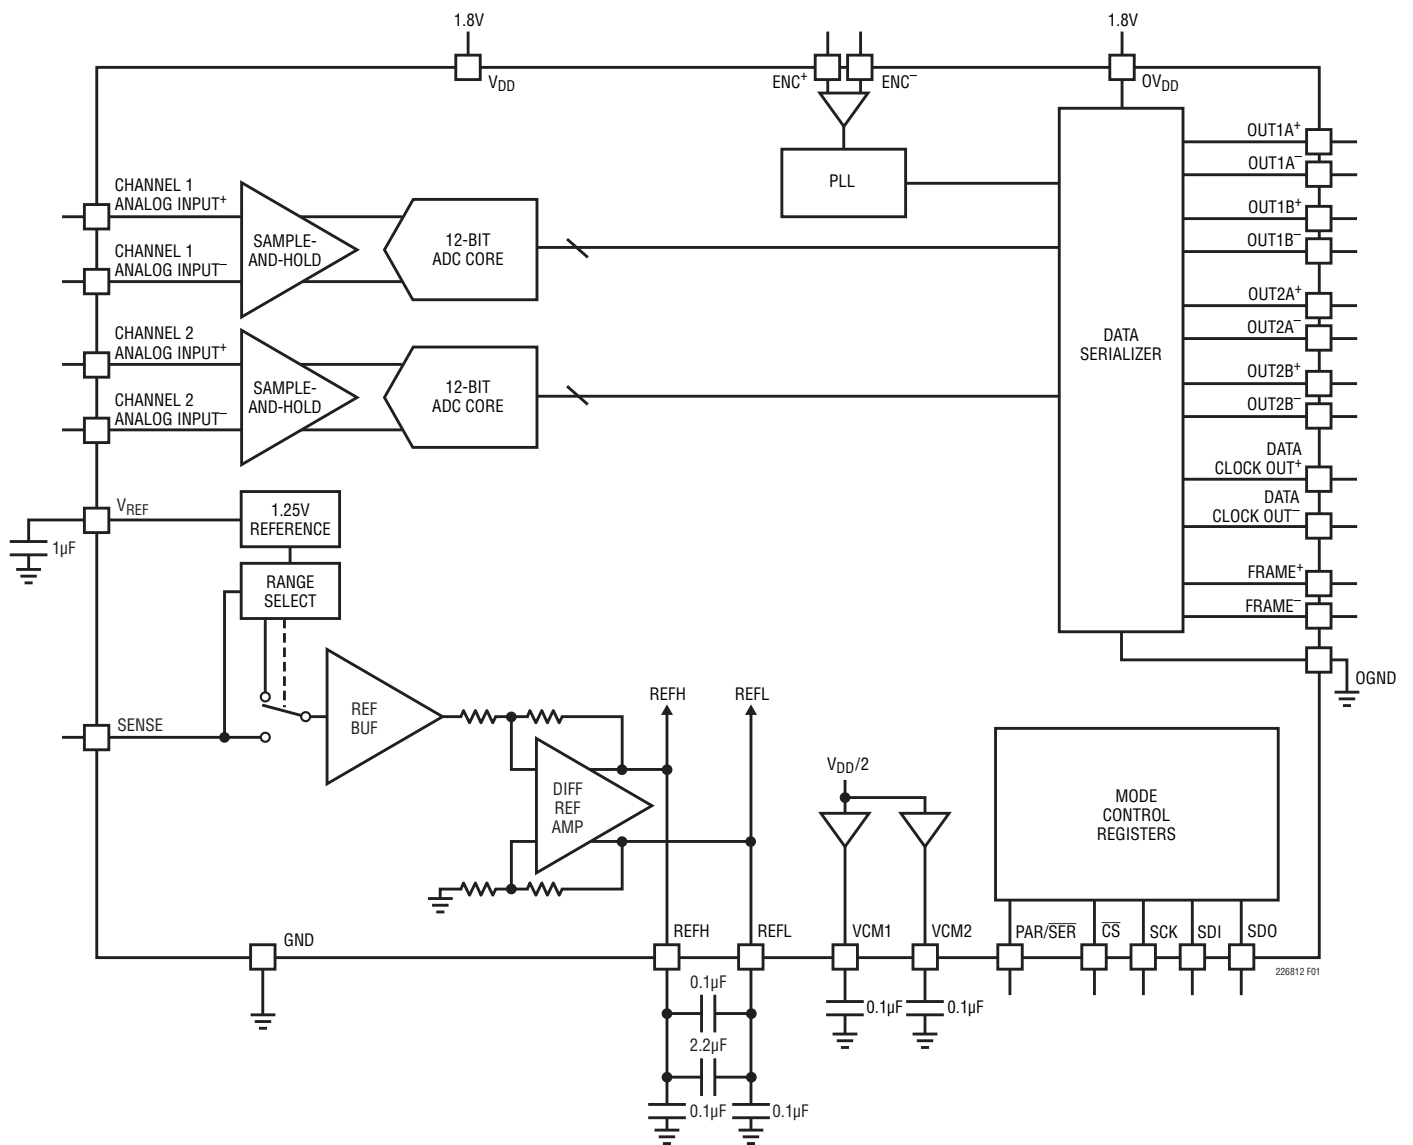 1.8V
1.8V
VDD
ENC+
ENC−
OVDD
OUT1A+
OUT1A−
OUT1B+
OUT1B−
OUT2A+
OUT2A−
OUT2B+
OUT2B−
DATA
CLOCK OUT+
DATA
CLOCK OUT−
FRAME+
FRAME−
OGND
PLL
DATA
SERIALIZER
CHANNEL 1
ANALOG INPUT+
CHANNEL 1
ANALOG INPUT−
SAMPLE-
AND-HOLD
12-BIT
ADC CORE
CHANNEL 2
ANALOG INPUT+
CHANNEL 2
ANALOG INPUT−
SAMPLE-
AND-HOLD
12-BIT
ADC CORE
VREF
1µF
1.25V
REFERENCE
RANGE
SELECT
SENSE
REF
BUF
DIFF
REF
AMP
REFH
REFL
VDD/2
MODE
CONTROL
REGISTERS
GND
REFH
REFL
VCM1
VCM2
PAR/SER
CS
SCK
SDI
SDO
226812 F01
0.1µF
2.2µF
0.1µF
0.1µF
0.1µF
0.1µF